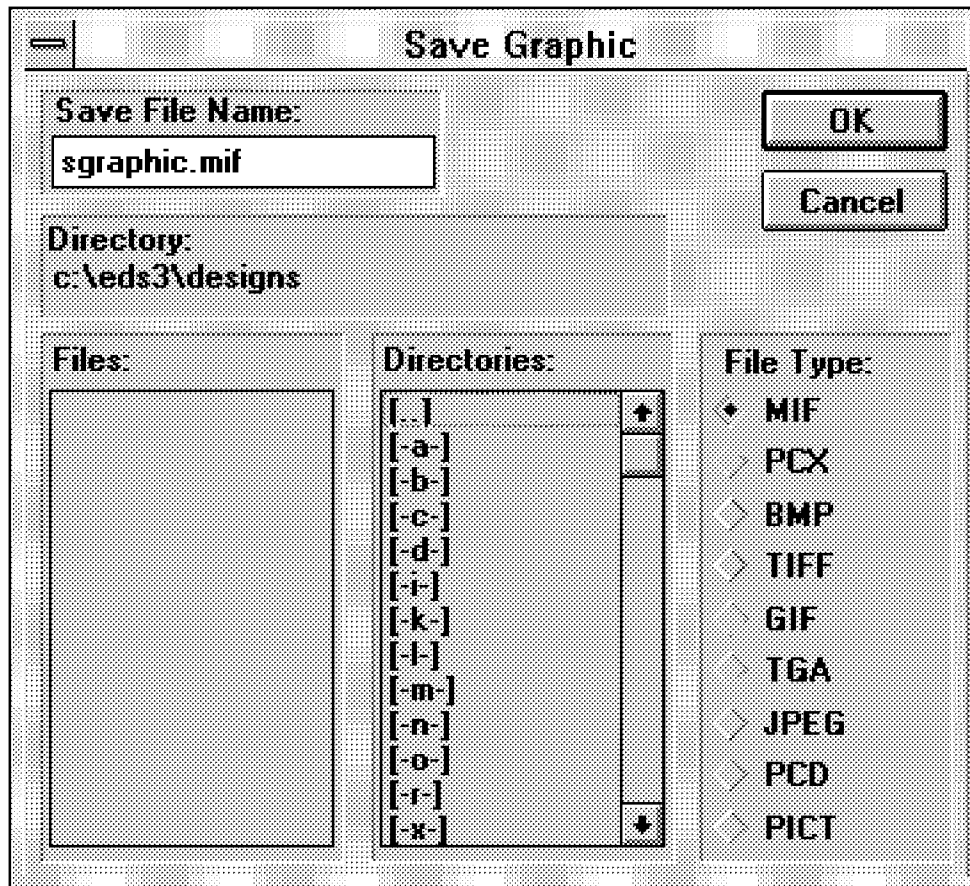 Save Graphic
Save File Name:
sgraphic.mif
OK
Cancel
Directory:
c:\eds3\designs
Files:
Directories:
[..]
[-a-]
[-b-]
[-c-]
[-d-]
[-i-]
[-k-]
[-l-]
[-m-]
[-n-]
[-o-]
[-r-]
[-x-]
File Type:
MIF
PCX
BMP
TIFF
GIF
TGA
JPEG
PCD
PICT